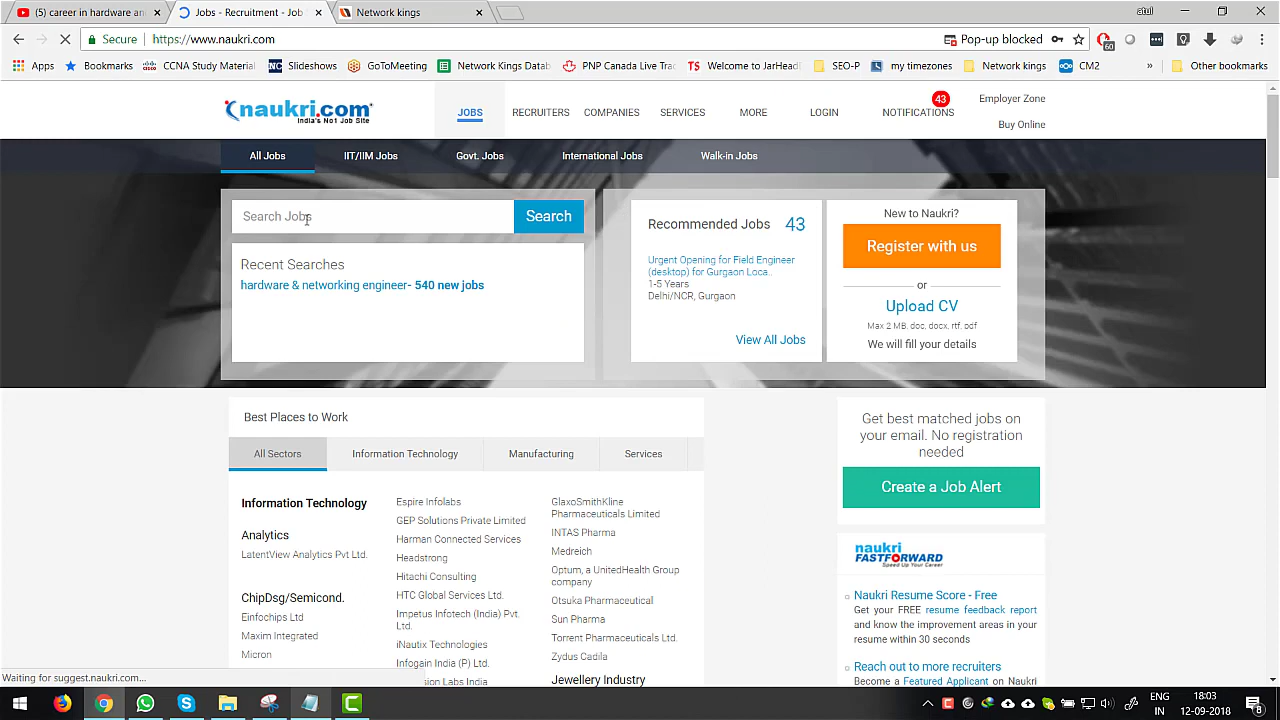 (5) career in hardware an
Jobs - Recruitment - Job
Network kings
atul
Secure
https://www.naukri.com
Pop-up blocked
60
Apps
Bookmarks
CCNA Study Material
Slideshows
GoToMeeting
Network Kings Datab
PNP Canada Live Trac
Welcome to JarHead
SEO-P
my timezones
Network kings
CM2
»
Other bookmarks
naukri.com
India's No1 Job Site
JOBS
RECRUITERS
COMPANIES
SERVICES
MORE
LOGIN
NOTIFICATIONS
43
Employer Zone
Buy Online
All Jobs
IIT/IIM Jobs
Govt. Jobs
International Jobs
Walk-in Jobs
Search Jobs
Search
Recent Searches
hardware & networking engineer- 540 new jobs
Recommended Jobs 43
Urgent Opening for Field Engineer
(desktop) for Gurgaon Loca..
1-5 Years
Delhi/NCR, Gurgaon
View All Jobs
New to Naukri?
Register with us
or
Upload CV
Max 2 MB, doc, docx, rtf, pdf
We will fill your details
Best Places to Work
All Sectors
Information Technology
Manufacturing
Services
Information Technology
Analytics
LatentView Analytics Pvt Ltd.
ChipDsg/Semicond.
Einfochips Ltd
Maxim Integrated
Micron
Espire Infolabs
GEP Solutions Private Limited
Harman Connected Services
Headstrong
Hitachi Consulting
HTC Global Services Ltd.
Impetus Infotech (India) Pvt.
Ltd.
iNautix Technologies
Infogain India (P) Ltd.
sion Labs India
GlaxoSmithKline
Pharmaceuticals Limited
INTAS Pharma
Medreich
Optum, a UnitedHealth Group
company
Otsuka Pharmaceutical
Sun Pharma
Torrent Pharmaceuticals Ltd.
Zydus Cadila
Jewellery Industry
Get best matched jobs on
your email. No registration
needed
Create a Job Alert
naukri
FASTFORWARD
Speed Up Your Career
Naukri Resume Score - Free
Get your FREE resume feedback report
and know the improvement areas in your
resume within 30 seconds
Reach out to more recruiters
Become a Featured Applicant on Naukri
Waiting for suggest.naukri.com...
ENG
IN
18:03
12-09-2018
8